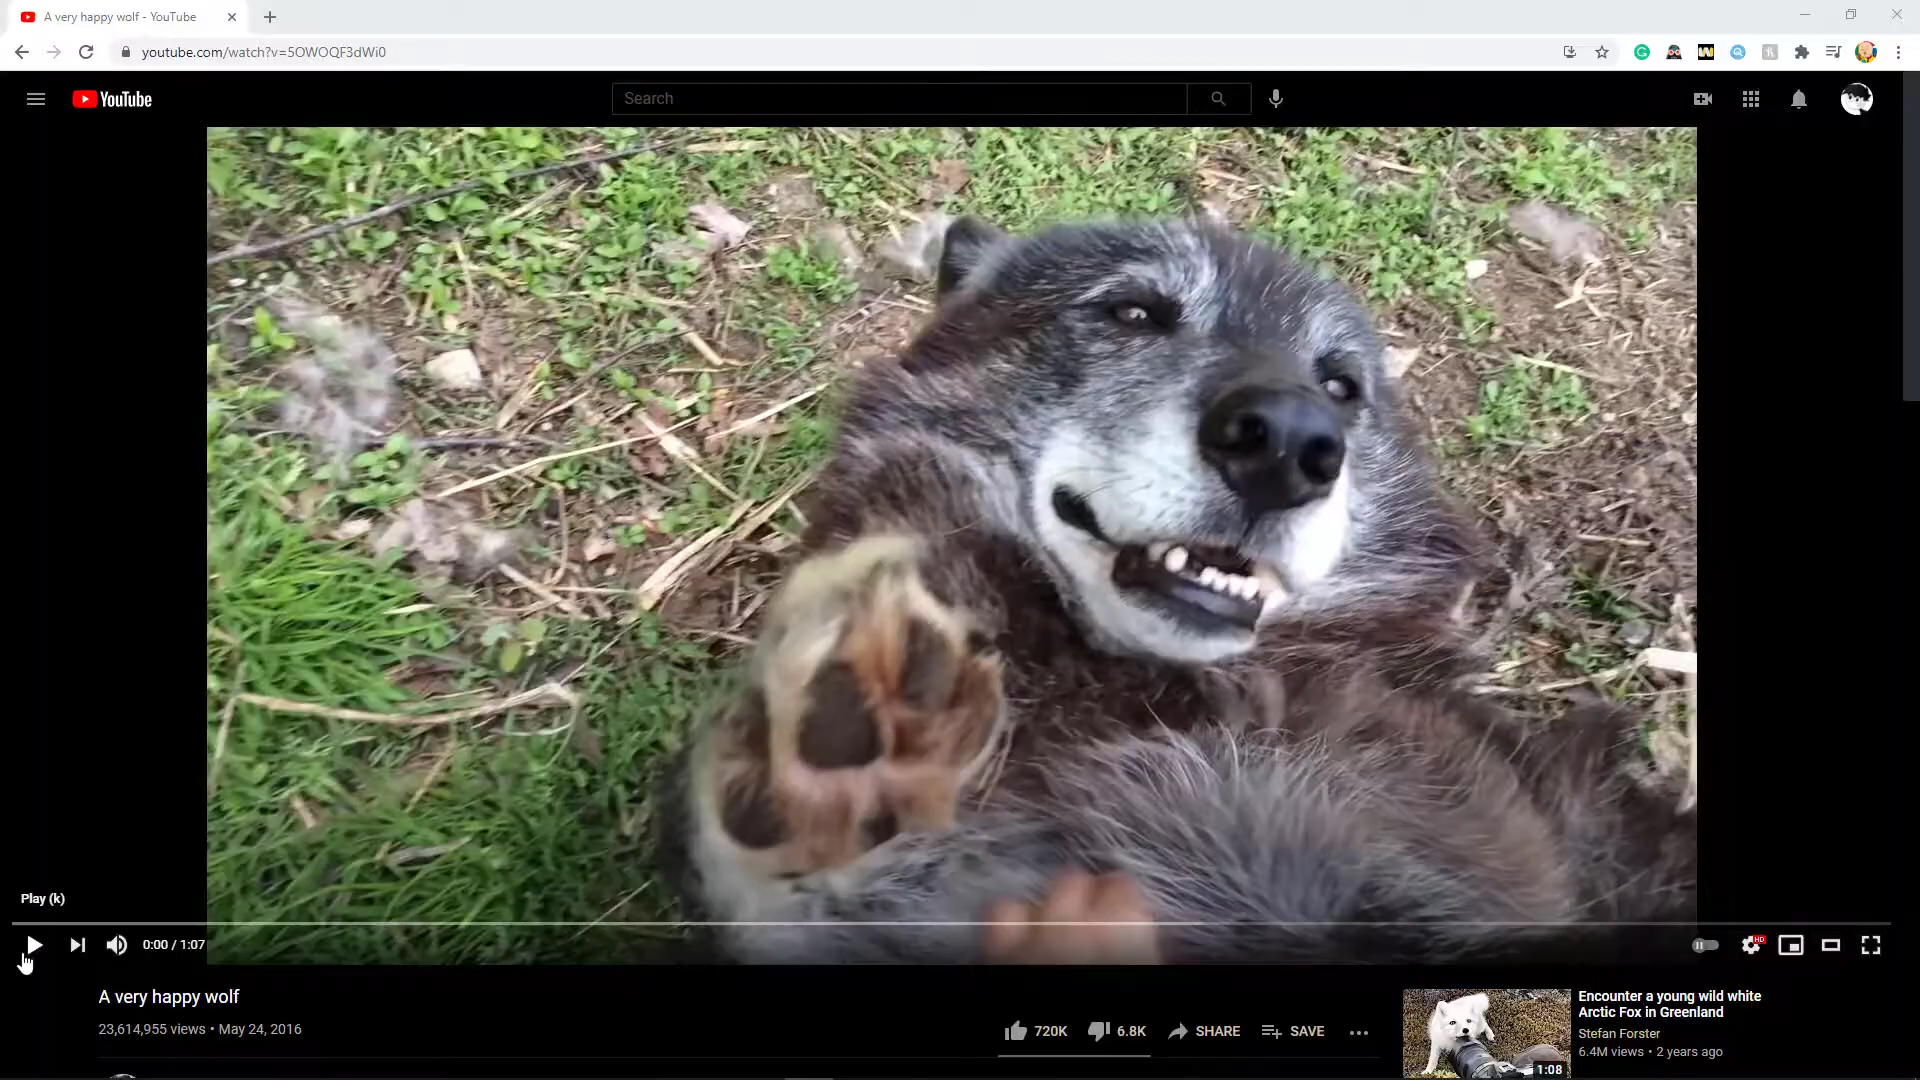 A very happy wolf - YouTube
youtube.com/watch?v=5OWOQF3dWi0
YouTube
Search
Play (k)
0:00 / 1:07
HD
A very happy wolf
23,614,955 views • May 24, 2016
720K
6.8K
SHARE
SAVE
Encounter a young wild white
Arctic Fox in Greenland
Stefan Forster
6.4M views • 2 years ago
1:08